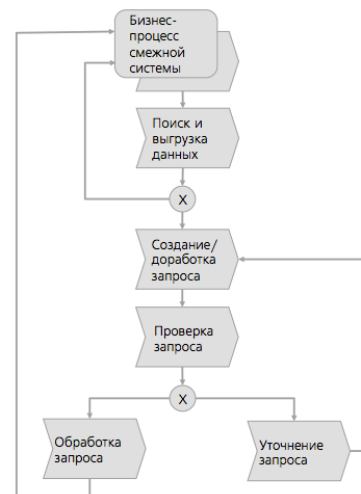 Бизнес-
процесс
смежной
системы
Поиск и
выгрузка
данных
X
Создание/
доработка
запроса
Проверка
запроса
X
Обработка
запроса
Уточнение
запроса